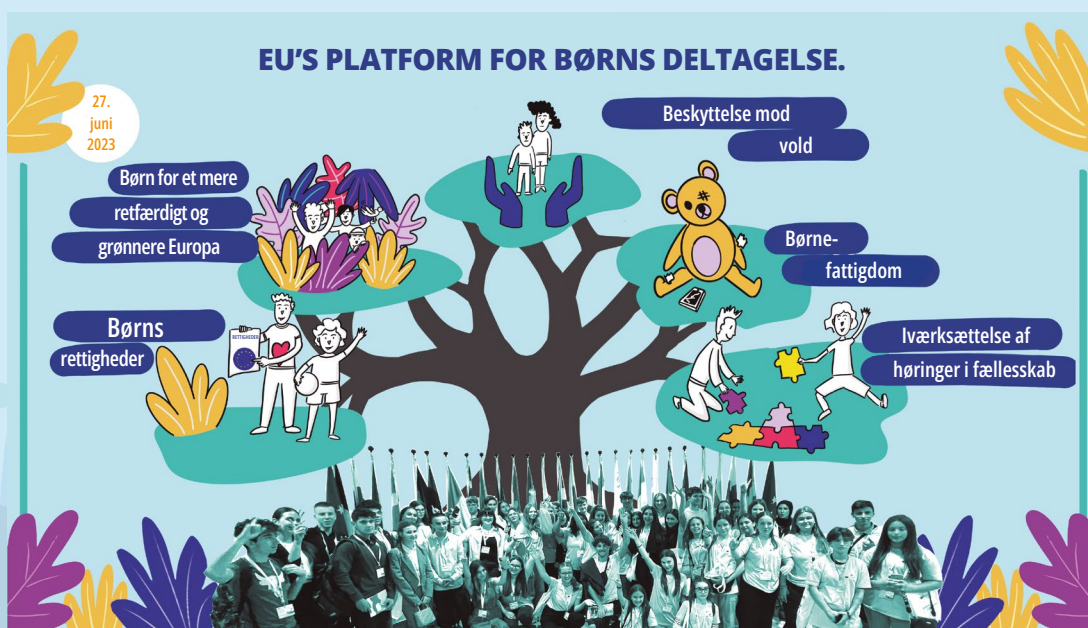 EU'S PLATFORM FOR BØRNS DELTAGELSE.
27.
juni
2023
Børn for et mere
retfærdigt og
grønnere Europa
Børns
rettigheder
RETTIGHEDER
Beskyttelse mod
vold
Børne-
fattigdom
Iværksættelse af
høringer i fællesskab